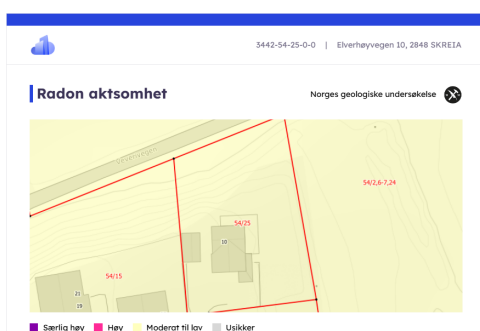 3442-54-25-0-0 | Elverhøyvegen 10, 2848 SKREIA
Radon aktsomhet
Norges geologiske undersøkelse
54/2,6-7,24
54/25
10
54/15
21
19
Særlig høy Høy Moderat til lav Usikker